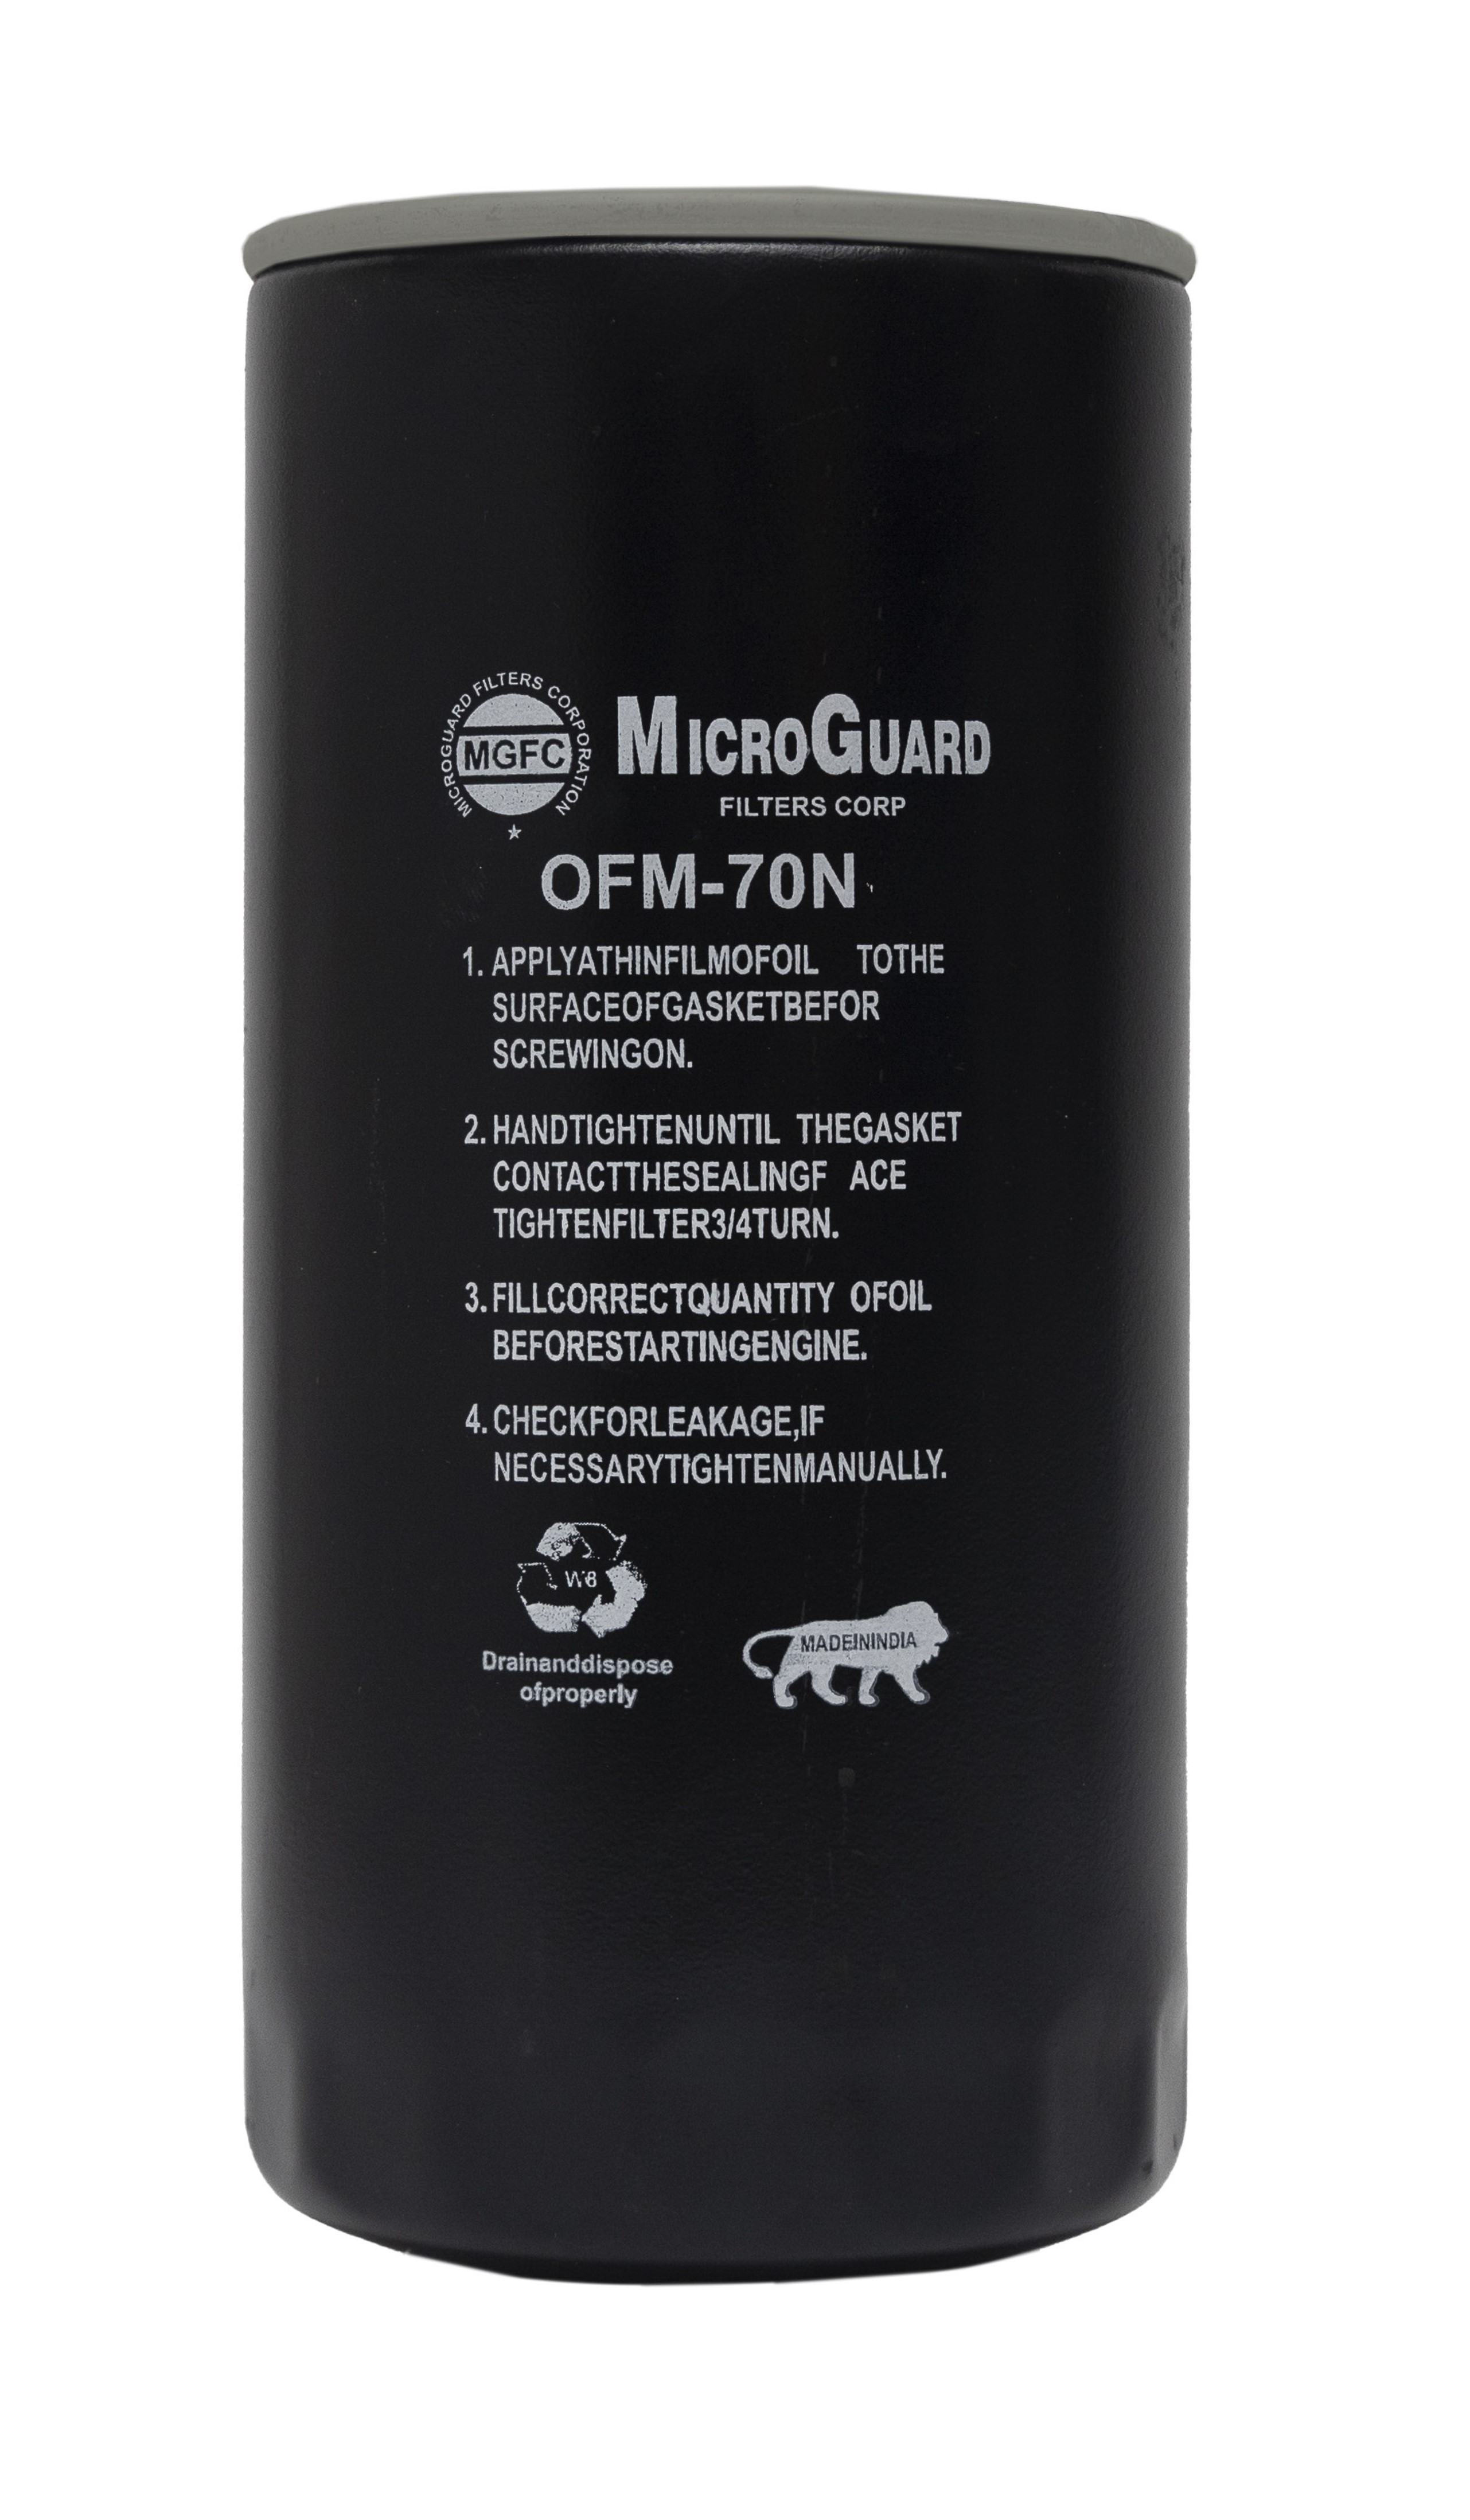 MICROGUARD FILTERS CORPORATION
MGFC
MICROGUARD
FILTERS CORP
OFM-70N
1. APPLYATHINFILMOFOIL TOTHE
SURFACEOFGASKETBEFOR
SCREWINGON.
2. HANDTIGHTENUNTIL THEGASKET
CONTACTTHESEALINGF ACE
TIGHTENFILTER3/4TURN.
3. FILLCORRECTQUANTITY OFOIL
BEFORESTARTINGENGINE.
4. CHECKFORLEAKAGE,IF
NECESSARYTIGHTENMANUALLY.
MADEININDIA
Drainanddispose
ofproperly